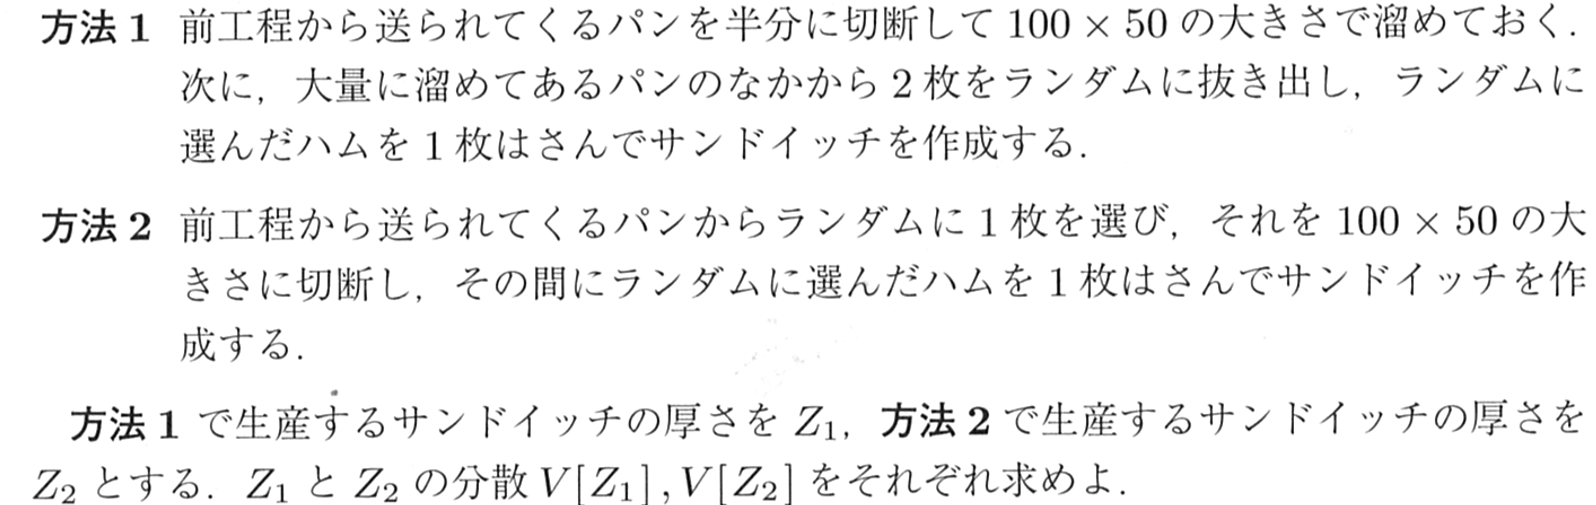 方法 1 前工程から送られてくるパンを半分に切断して 100 × 50 の大きさで溜めておく.
次に, 大量に溜めてあるパンのなかから 2 枚をランダムに抜き出し, ランダムに
選んだハムを 1 枚はさんでサンドイッチを作成する.
方法 2 前工程から送られてくるパンからランダムに 1 枚を選び, それを 100 × 50 の大
きさに切断し, その間にランダムに選んだハムを 1 枚はさんでサンドイッチを作
成する.
方法 1 で生産するサンドイッチの厚さを Z₁, 方法 2 で生産するサンドイッチの厚さを
Z₂ とする. Z₁ と Z₂ の分散 V[Z₁], V[Z₂] をそれぞれ求めよ.